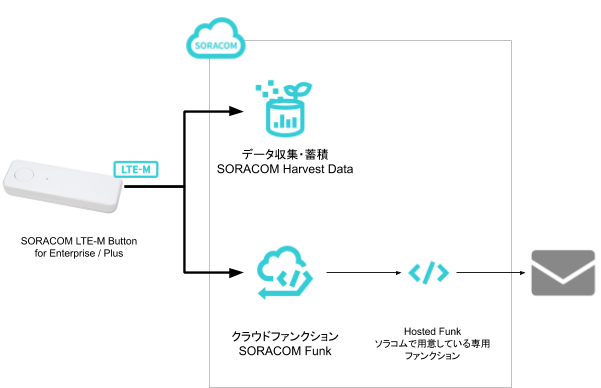 SORACOM
データ収集・蓄積
SORACOM Harvest Data
LTE-M
SORACOM LTE-M Button
for Enterprise / Plus
クラウドファンクション
SORACOM Funk
Hosted Funk
ソラコムで用意している専用
ファンクション